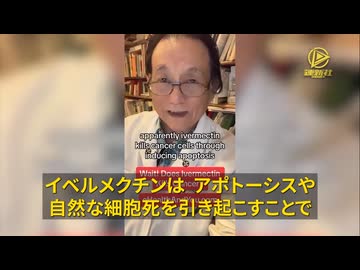 apparently ivermectin
kills cancer cells through
inducing apoptosis
Wait! Does Ivermectin
イベルメクチンは、アポトーシスや
自然な細胞死を引き起こすことで